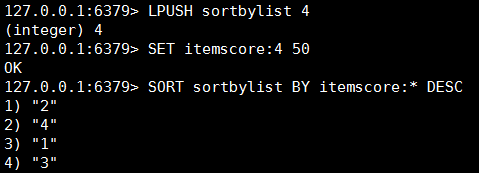 127.0.0.1:6379> LPUSH sortbylist 4
(integer) 4
127.0.0.1:6379> SET itemscore:4 50
OK
127.0.0.1:6379> SORT sortbylist BY itemscore:* DESC
1) "2"
2) "4"
3) "1"
4) "3"